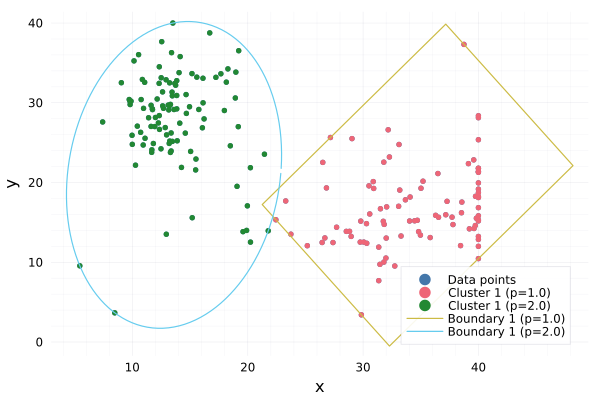 40
30
20
10
0
y
10
20
30
40
x
Data points
Cluster 1 (p=1.0)
Cluster 1 (p=2.0)
Boundary 1 (p=1.0)
Boundary 1 (p=2.0)